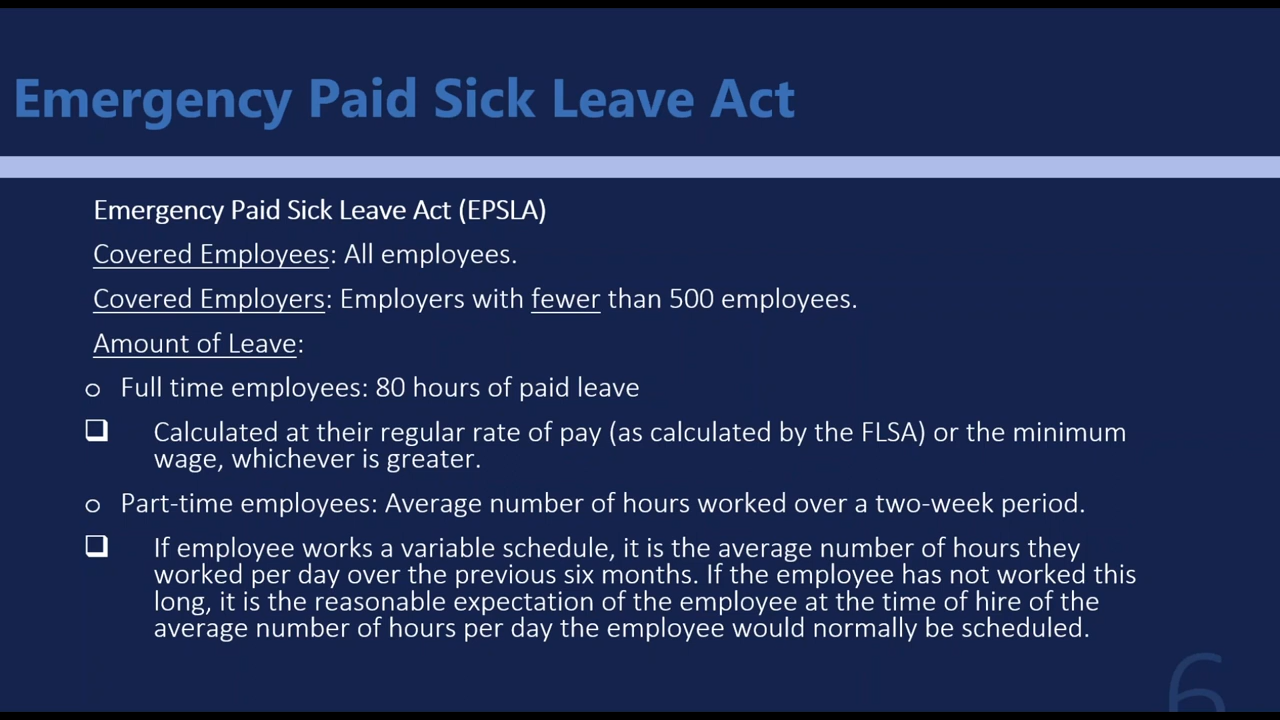 Emergency Paid Sick Leave Act
Emergency Paid Sick Leave Act (EPSLA)
Covered Employees: All employees.
Covered Employers: Employers with fewer than 500 employees.
Amount of Leave:
o Full time employees: 80 hours of paid leave
❑ Calculated at their regular rate of pay (as calculated by the FLSA) or the minimum
wage, whichever is greater.
o Part-time employees: Average number of hours worked over a two-week period.
❑ If employee works a variable schedule, it is the average number of hours they
worked per day over the previous six months. If the employee has not worked this
long, it is the reasonable expectation of the employee at the time of hire of the
average number of hours per day the employee would normally be scheduled.
6